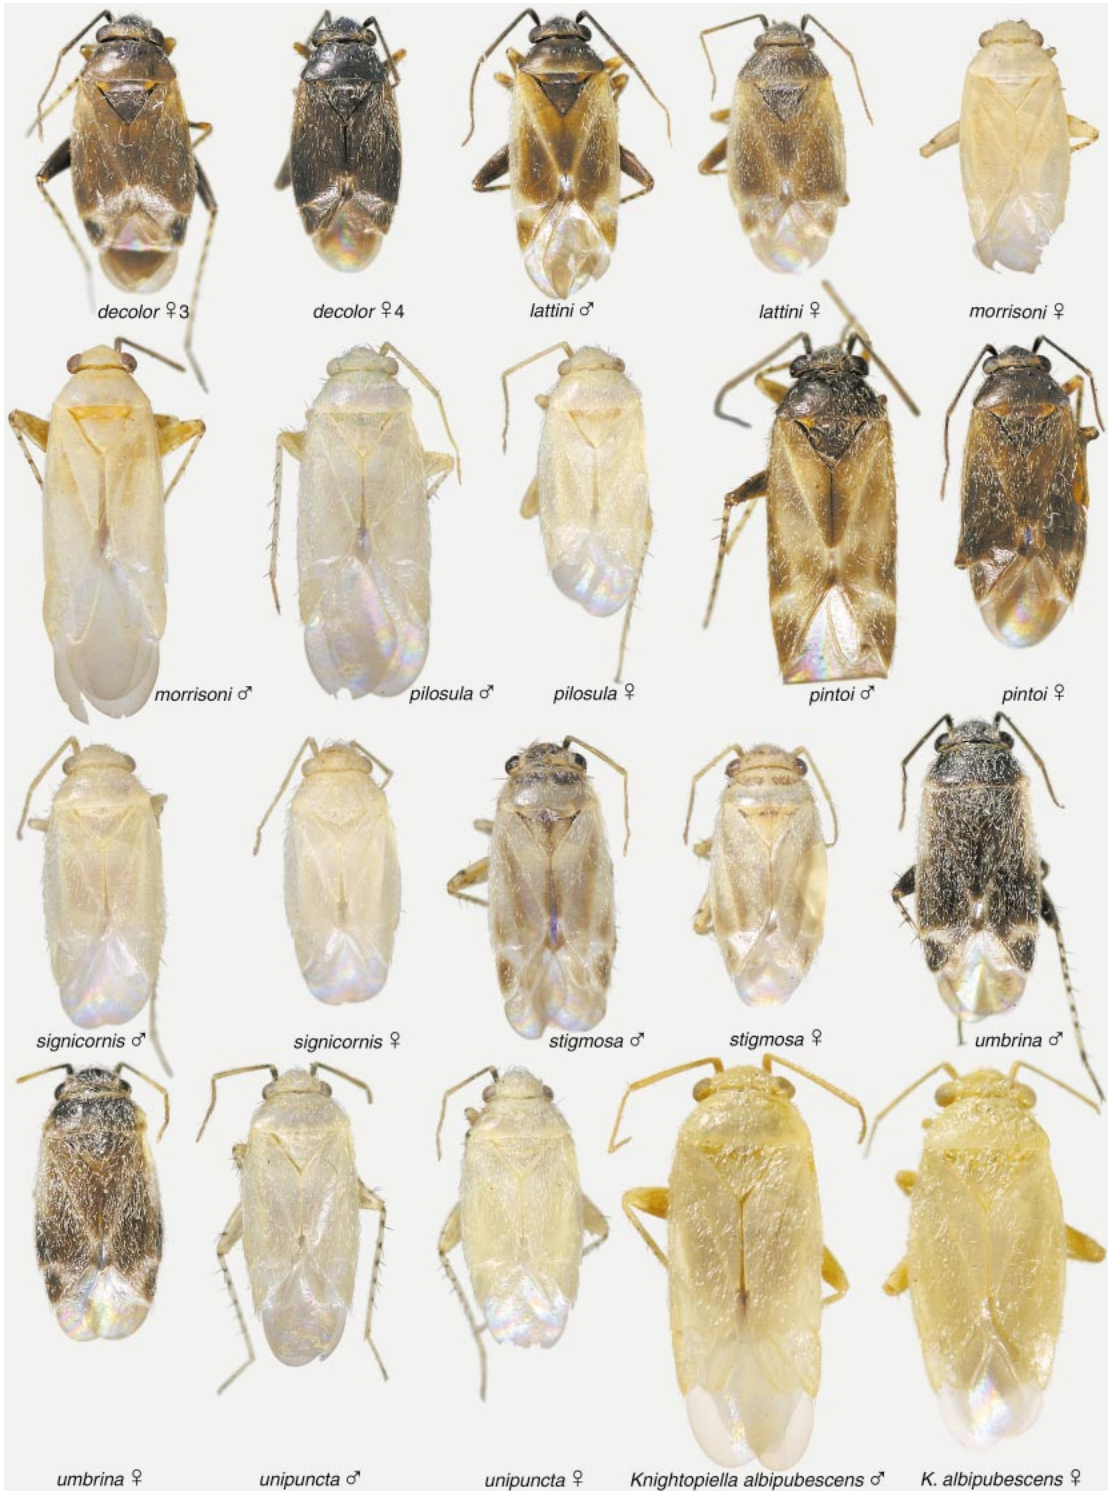 decolor ♀3
decolor ♀4
lattini ♂
lattini ♀
morrisoni ♀
morrisoni ♂
pilosula ♂
pilosula ♀
pintoi ♂
pintoi ♀
signicornis ♂
signicornis ♀
stigmosa ♂
stigmosa ♀
umbrina ♂
umbrina ♀
unipuncta ♂
unipuncta ♀
Knightopiella albipubescens ♂
K. albipubescens ♀